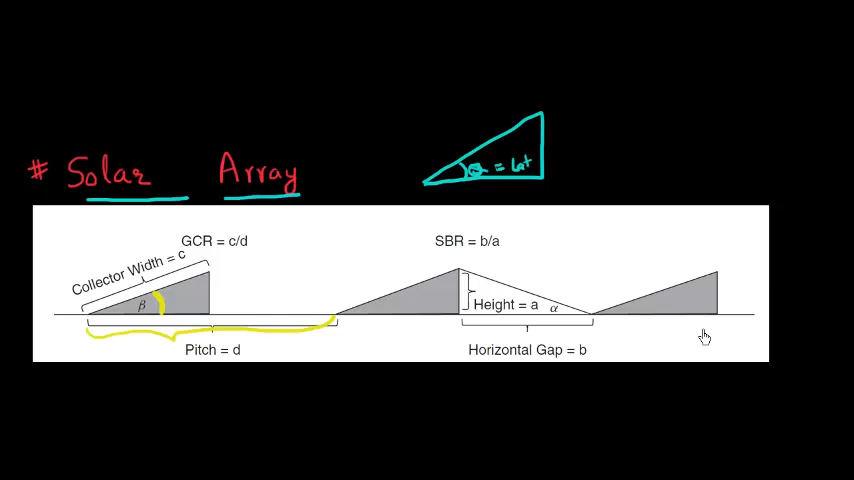 # Solar Array
θ = Lat
GCR = c/d
SBR = b/a
Collector Width = c
β
Height = a
α
Pitch = d
Horizontal Gap = b